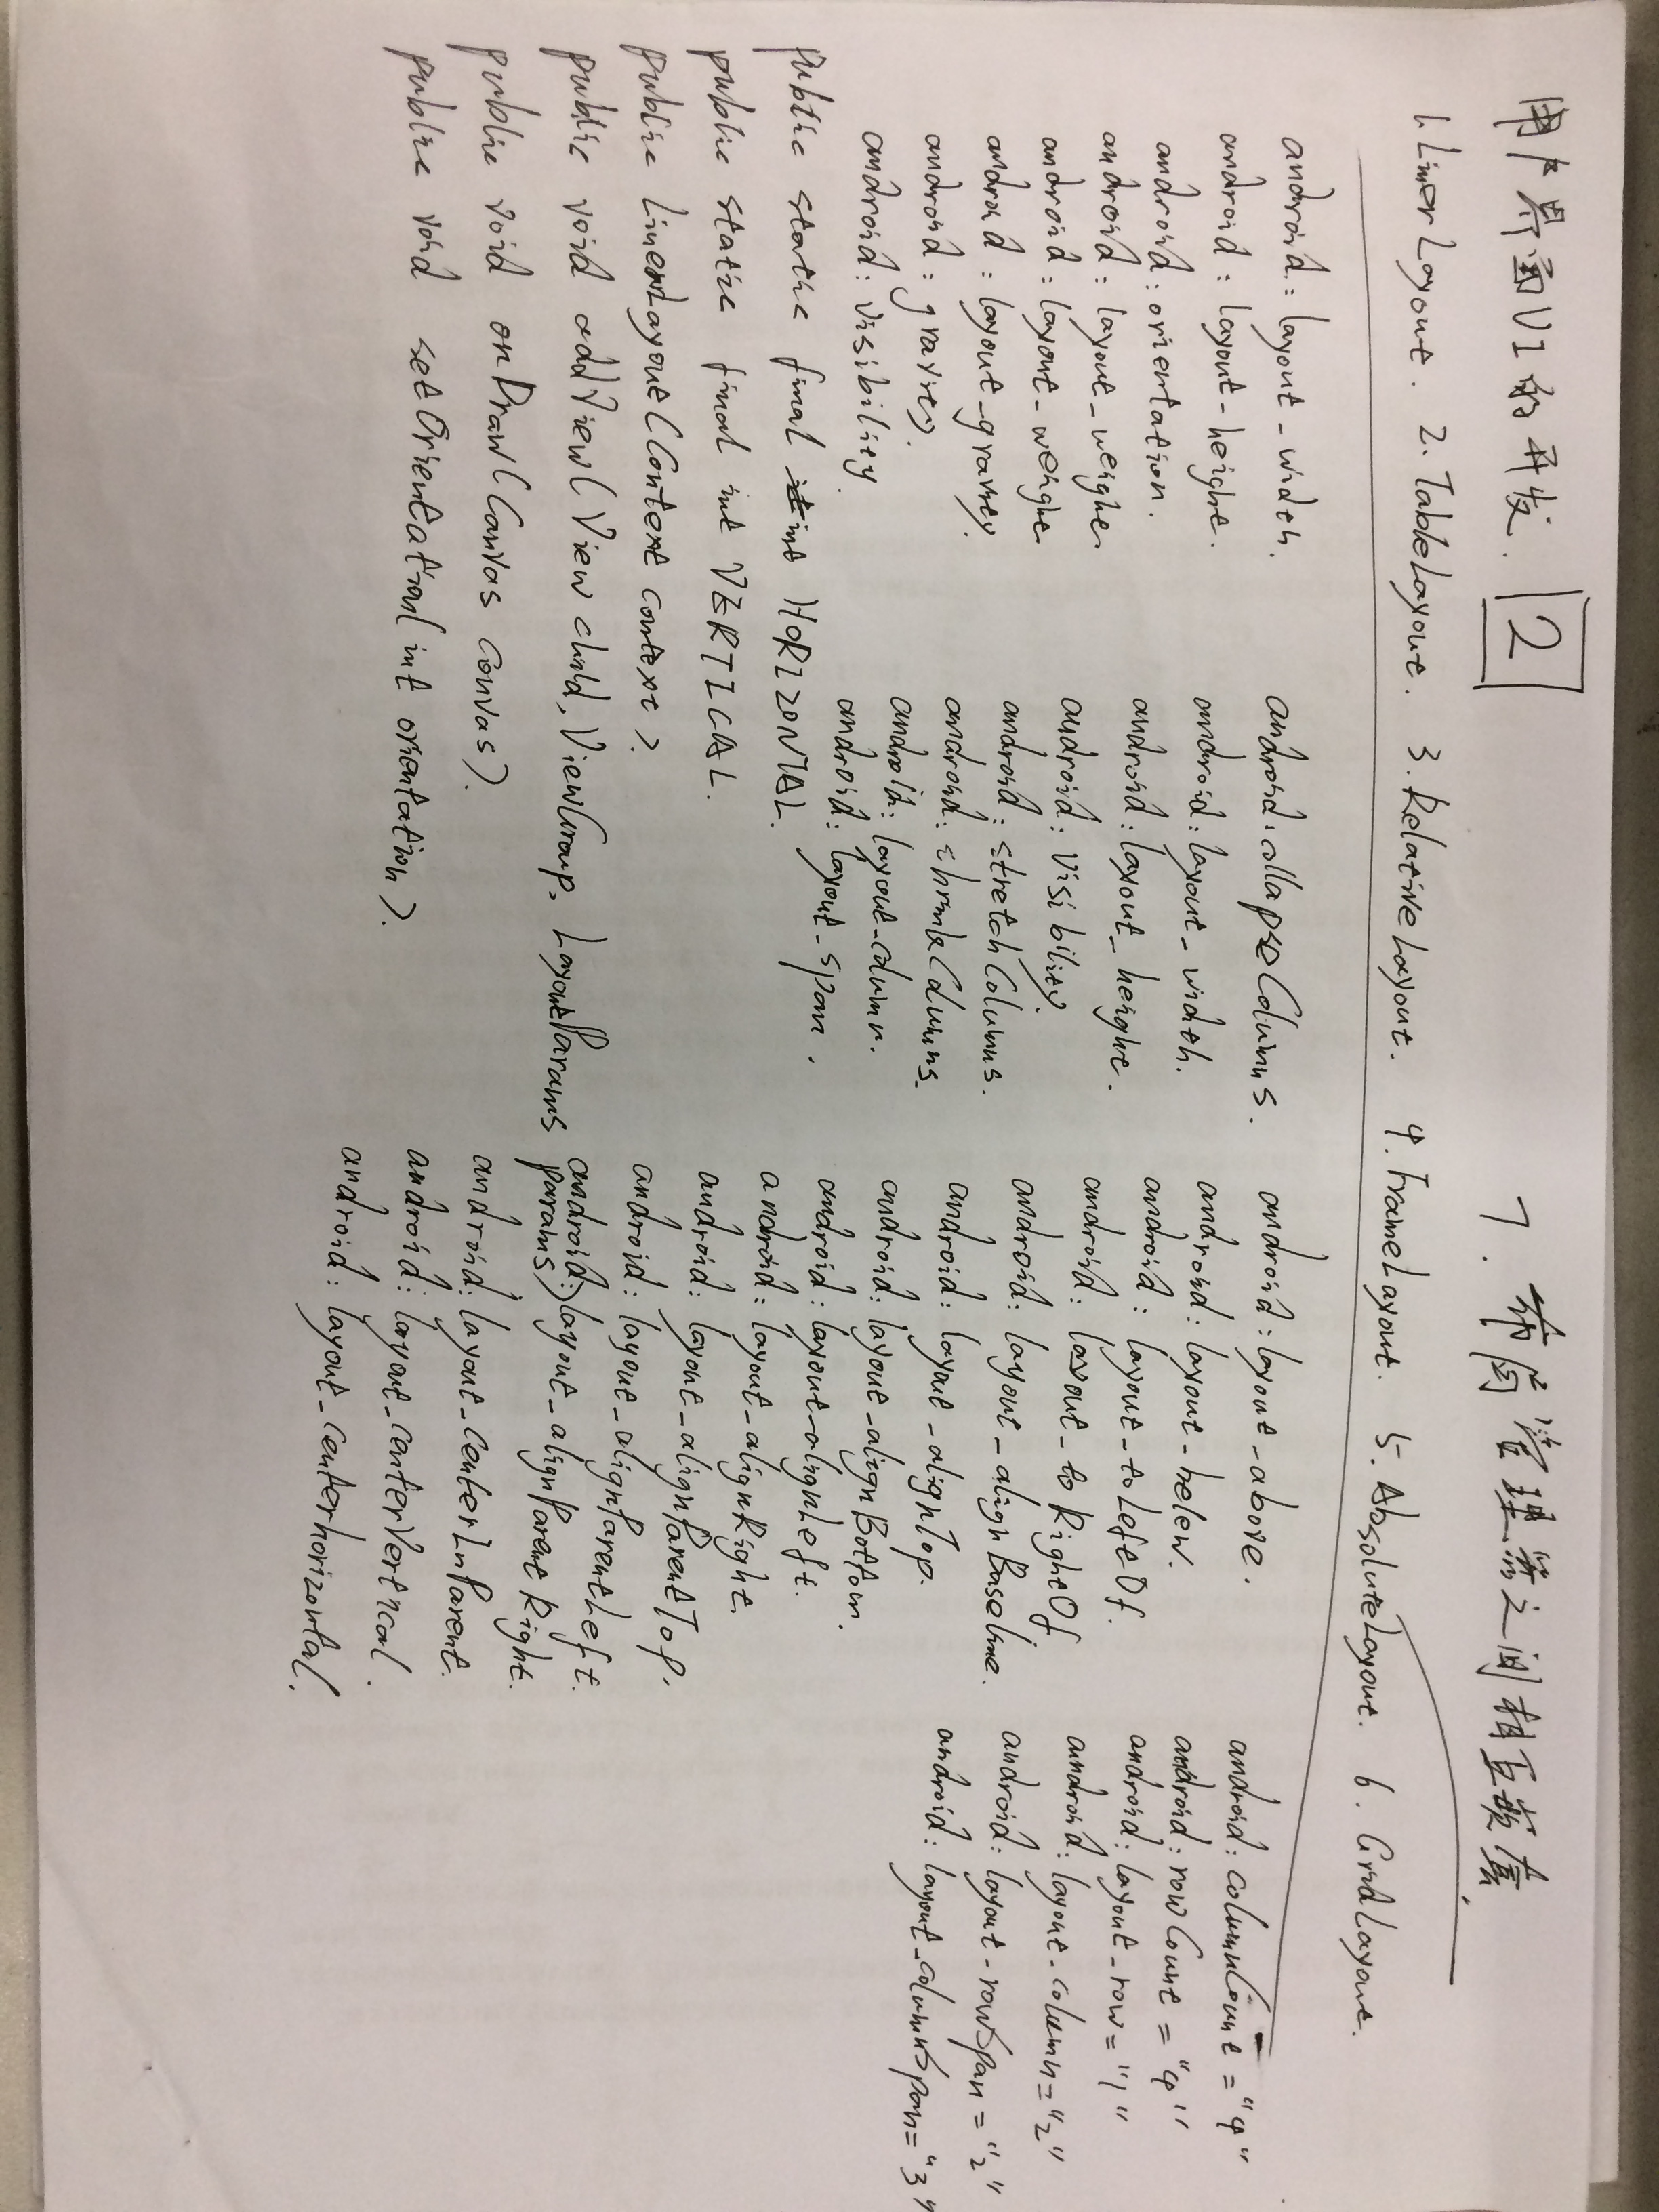 用户界面UI的开发. 2
7. 布局管理器之间相互嵌套.
1. LinerLayout. 2. TableLayout. 3. RelativeLayout. 4. FrameLayout. 5. AbsoluteLayout. 6. GridLayout.
android: layout_width.
android: layout_height.
android: orientation.
android: layout_weight
android: layout_weight
android: layout_gravity.
android: gravity.
android: visibility.
public static final int HORIZONTAL.
public static final int VERTICAL.
public LinerLayout(Context context).
public void addView(View child, ViewGroup. LayoutParams params)
public void onDraw(Canvas canvas).
public void setOrientation(int orientation).
android: collapseColumns.
android: layout_width.
android: layout_height.
android: visibility.
android: stretchColumns.
android: shrinkColumns.
android: layout_column.
android: layout_span.
android: layout_above.
android: layout_below.
android: layout_toLeftOf.
android: layout_toRightOf
android: layout_alignBaseline.
android: layout_alignTop.
android: layout_alignBottom.
android: layout_alignLeft.
android: layout_alignRight.
android: layout_alignParentTop.
android: layout_alignParentLeft.
android: layout_alignParentRight.
android: layout_centerInParent.
android: layout_centerVertical.
android: layout_centerhorizontal.
android: columnCount = "4"
android: rowCount = "4"
android: layout_row = "1"
android: layout_column = "2"
android: layout_rowSpan = "2"
android: layout_columnSpan = "3"